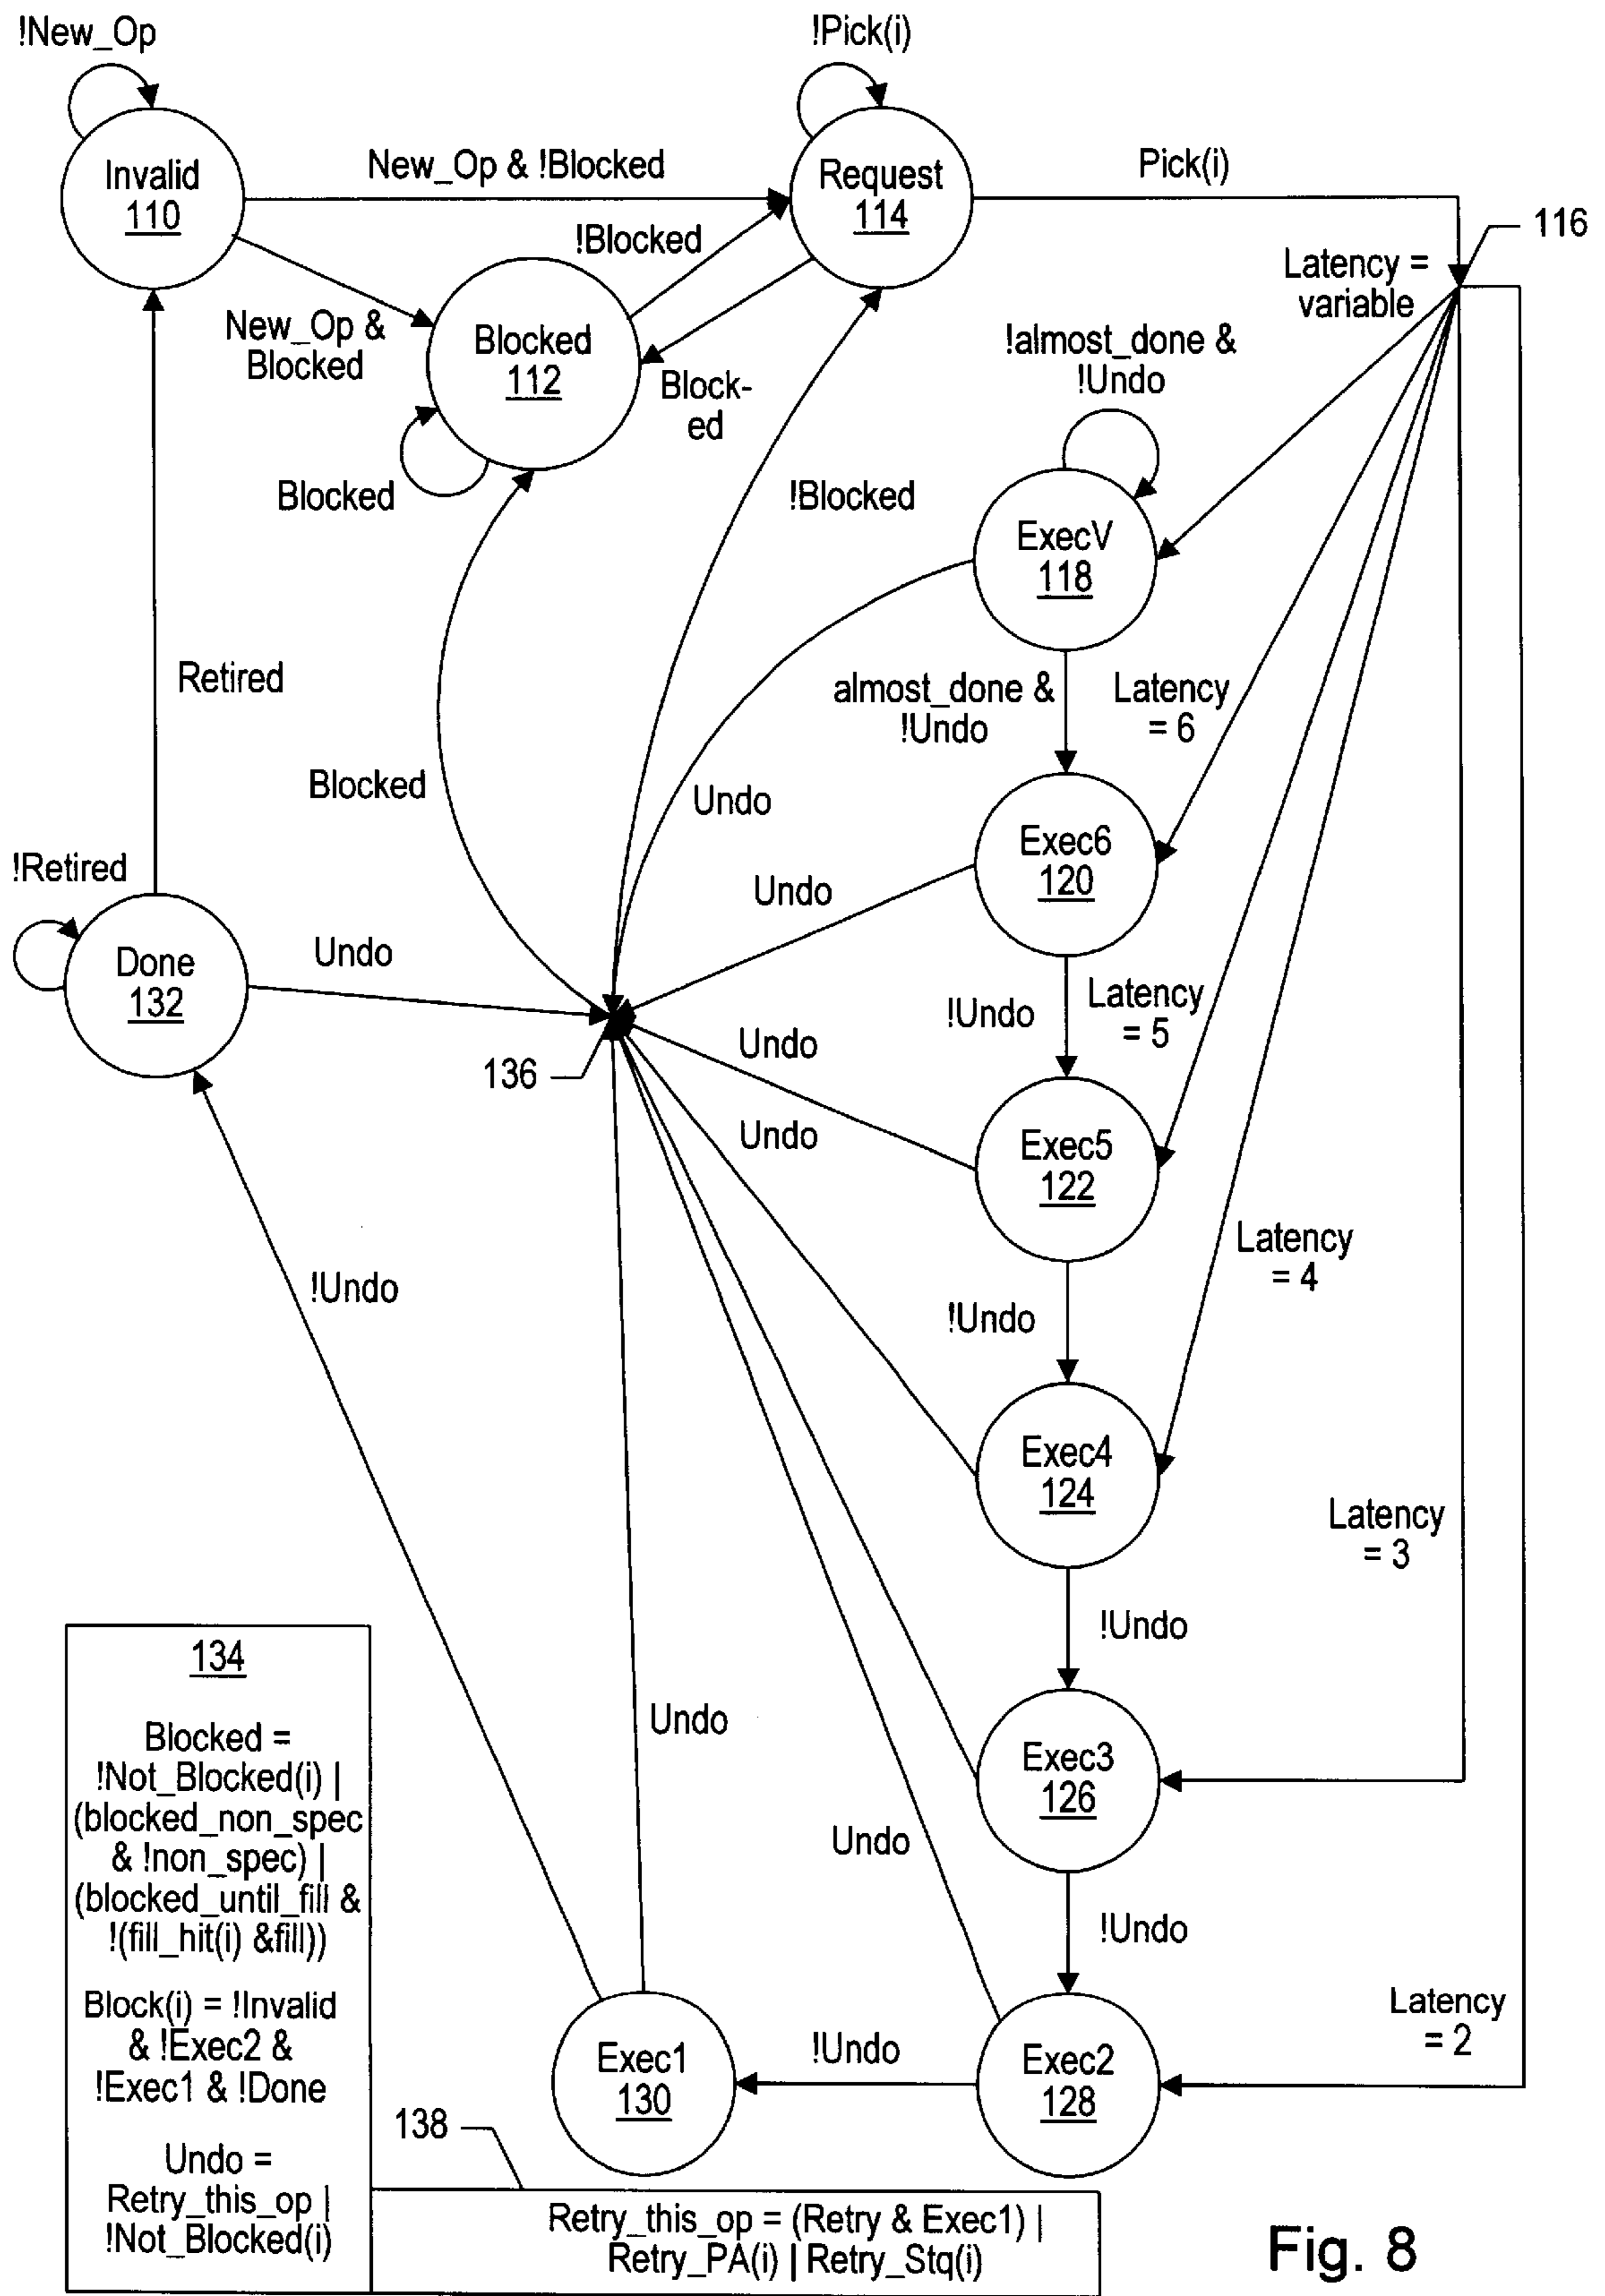 !New_Op
!Pick(i)
Invalid
110
New_Op & !Blocked
Request
114
Pick(i)
116
!Blocked
Latency =
variable
New_Op &
Blocked
Blocked
112
Block-
ed
!almost_done &
!Undo
Blocked
!Blocked
ExecV
118
Retired
almost_done &
!Undo
Latency
= 6
Blocked
Undo
Exec6
120
!Retired
Undo
Done
132
Undo
!Undo
Latency
= 5
136
Undo
Undo
Exec5
122
Latency
= 4
!Undo
!Undo
Exec4
124
Latency
= 3
!Undo
134
Undo
Exec3
126
Blocked =
!Not_Blocked(i) |
(blocked_non_spec
& !non_spec) |
(blocked_until_fill &
!(fill_hit(i) &fill))
Undo
!Undo
Block(i) = !Invalid
& !Exec2 &
!Exec1 & !Done
Latency
= 2
Exec1
130
!Undo
Exec2
128
138
Undo =
Retry_this_op |
!Not_Blocked(i)
Retry_this_op = (Retry & Exec1) |
Retry_PA(i) | Retry_Stq(i)
Fig. 8